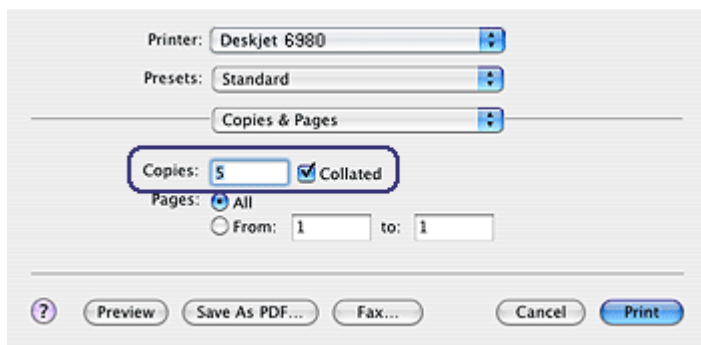 Printer: Deskjet 6980
Presets: Standard
Copies & Pages
Copies: 5 Collated
Pages: All
From: 1 to: 1
? Preview Save As PDF... Fax... Cancel Print